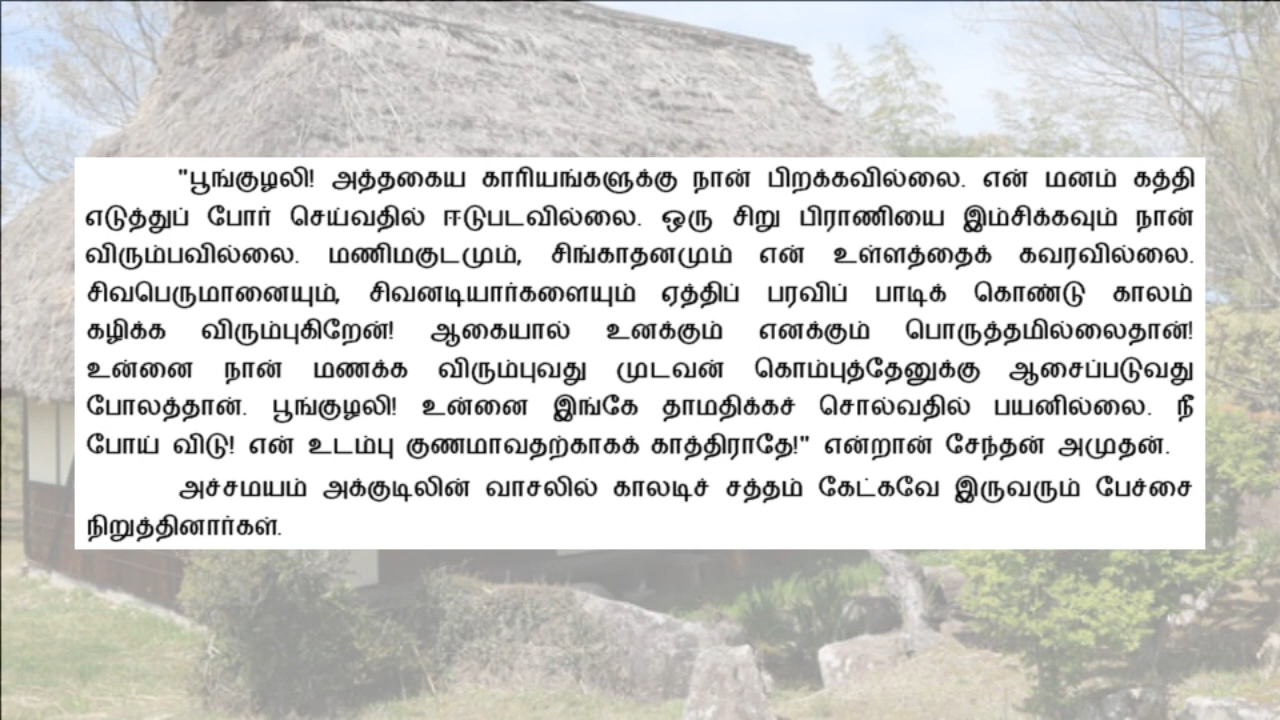 "பூங்குழலி! அத்தகைய காரியங்களுக்கு நான் பிறக்கவில்லை. என் மனம் கத்தி
எடுத்துப் போர் செய்வதில் ஈடுபடவில்லை. ஒரு சிறு பிராணியை இம்சிக்கவும் நான்
விரும்பவில்லை. மணிமகுடமும், சிங்காதனமும் என் உள்ளத்தைக் கவரவில்லை.
சிவபெருமானையும், சிவனடியார்களையும் ஏத்திப் பரவிப் பாடிக் கொண்டு காலம்
கழிக்க விரும்புகிறேன்! ஆகையால் உனக்கும் எனக்கும் பொருத்தமில்லைதான்!
உன்னை நான் மணக்க விரும்புவது முடவன் கொம்புத்தேனுக்கு ஆசைப்படுவது
போலத்தான். பூங்குழலி! உன்னை இங்கே தாமதிக்கச் சொல்வதில் பயனில்லை. நீ
போய் விடு! என் உடம்பு குணமாவதற்காகக் காத்திராதே!" என்றான் சேந்தன் அமுதன்.
அச்சமயம் அக்குடிலின் வாசலில் காலடிச் சத்தம் கேட்கவே இருவரும் பேச்சை
நிறுத்தினார்கள்.